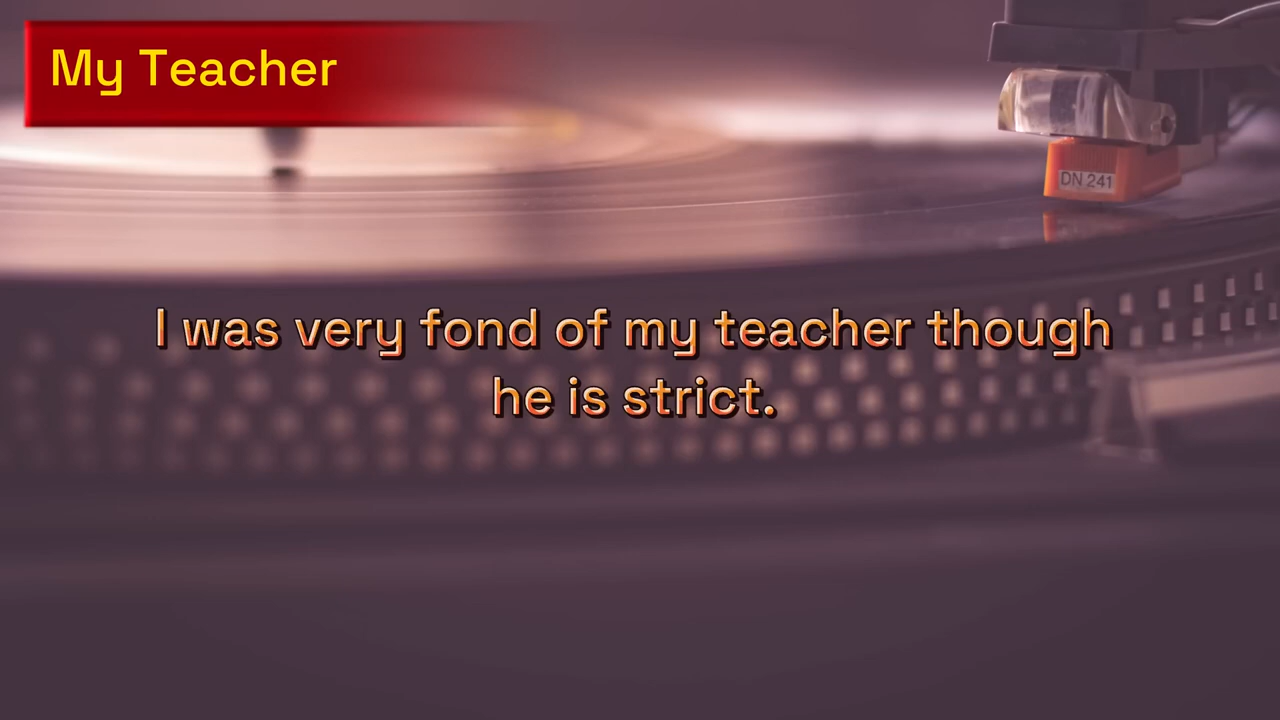 My Teacher
DN 241
I was very fond of my teacher though
he is strict.